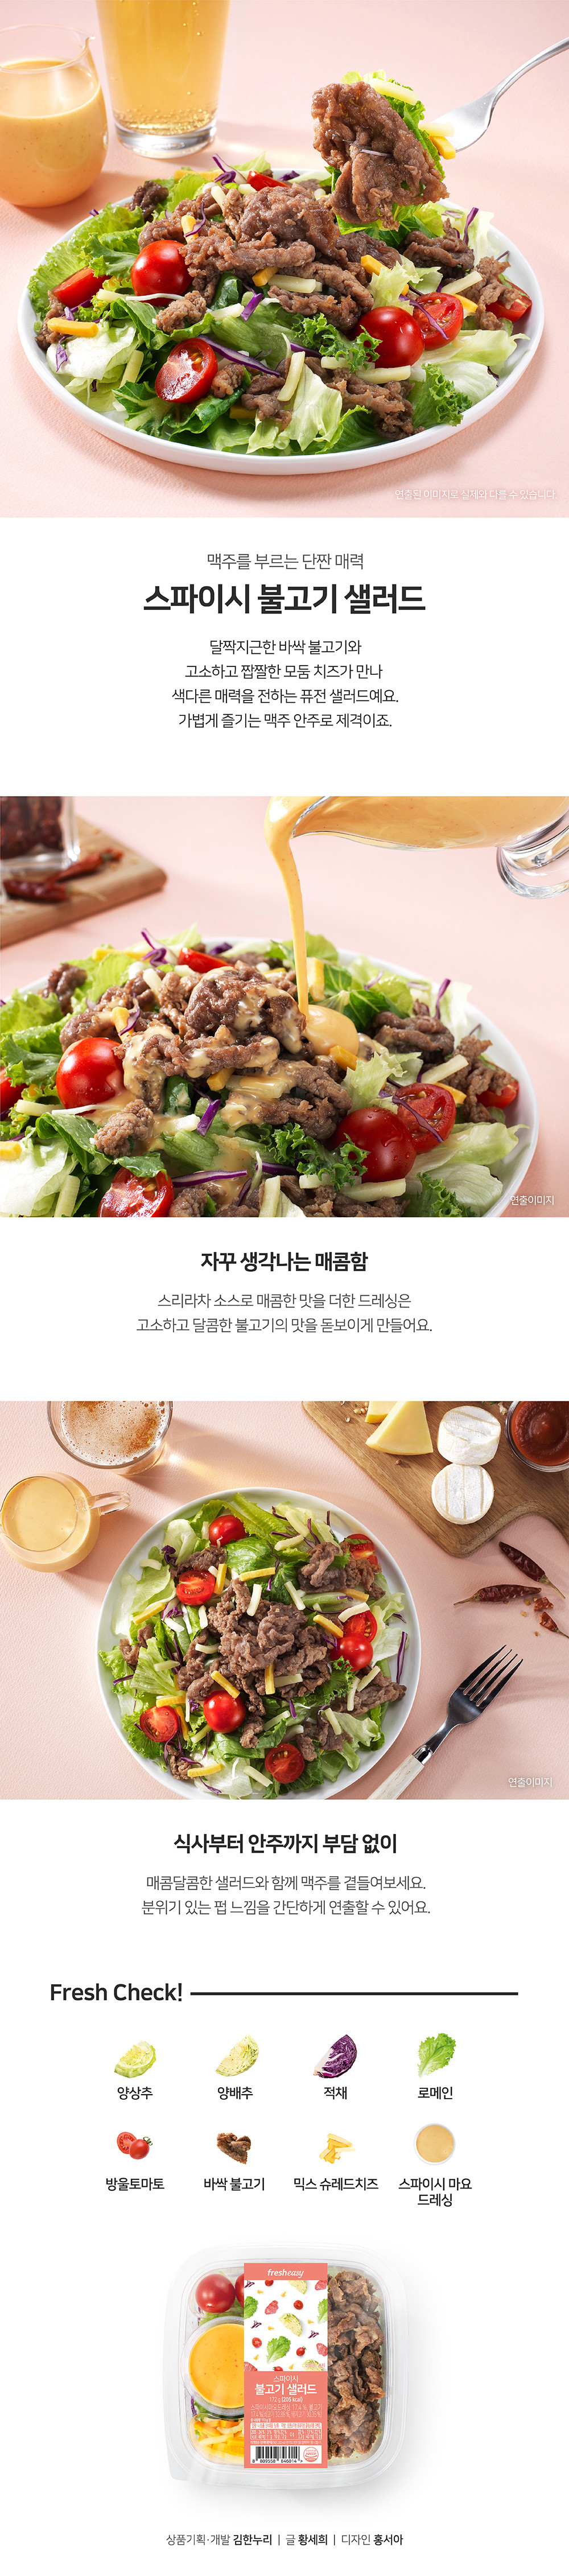 연출된 이미지로 실제와 다를 수 있습니다.
맥주를 부르는 단짠 매력
스파이시 불고기 샐러드
달짝지근한 바싹 불고기와
고소하고 짭짤한 모둠 치즈가 만나
색다른 매력을 전하는 퓨전 샐러드예요.
가볍게 즐기는 맥주 안주로 제격이죠.
연출이미지
자꾸 생각나는 매콤함
스리라차 소스로 매콤한 맛을 더한 드레싱은
고소하고 달콤한 불고기의 맛을 돋보이게 만들어요.
연출이미지
식사부터 안주까지 부담 없이
매콤달콤한 샐러드와 함께 맥주를 곁들여보세요.
분위기 있는 펍 느낌을 간단하게 연출할 수 있어요.
Fresh Check!
양상추 양배추 적채 로메인
방울토마토 바싹 불고기 믹스 슈레드치즈 스파이시 마요
드레싱
fresheasy
스파이시
불고기 샐러드
172 g (205 kcal)
상품기획·개발 김한누리 | 글 황세희 | 디자인 홍서아